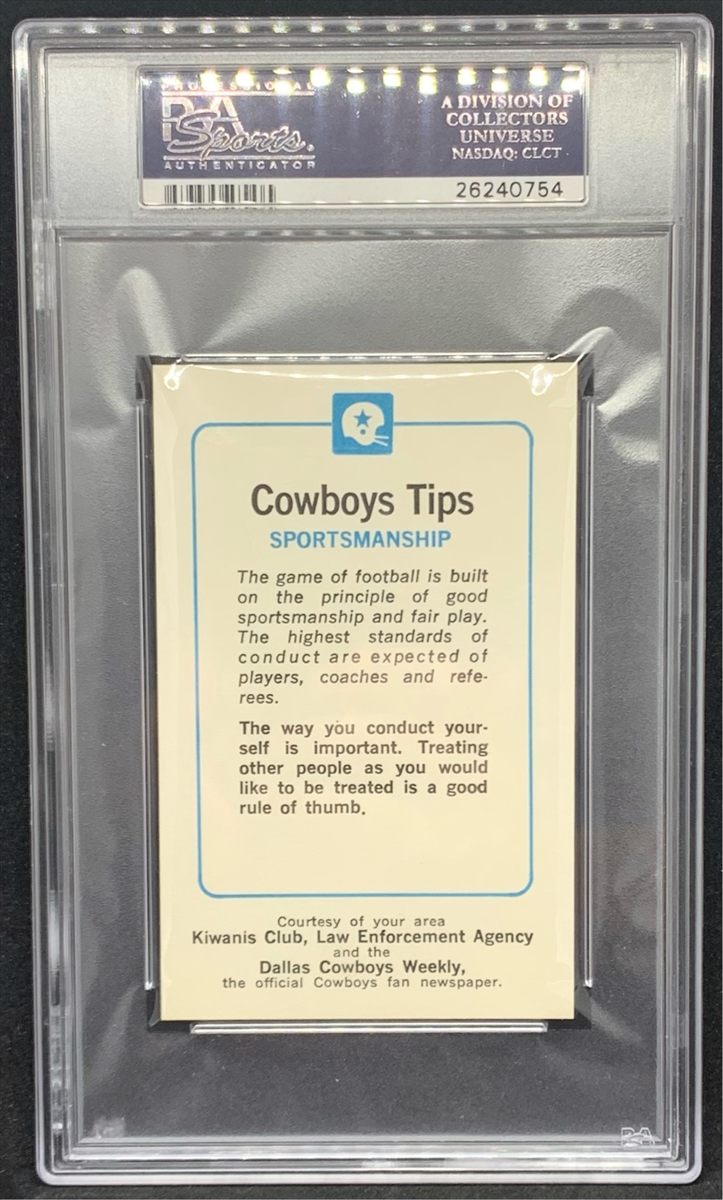 PROFESSIONAL
PSA
Sports
AUTHENTICATOR
A DIVISION OF
COLLECTORS
UNIVERSE
NASDAQ: CLCT
26240754
Cowboys Tips
SPORTSMANSHIP
The game of football is built
on the principle of good
sportsmanship and fair play.
The highest standards of
conduct are expected of
players, coaches and refe-
rees.
The way you conduct your-
self is important. Treating
other people as you would
like to be treated is a good
rule of thumb.
Courtesy of your area
Kiwanis Club, Law Enforcement Agency
and the
Dallas Cowboys Weekly,
the official Cowboys fan newspaper.
PSA